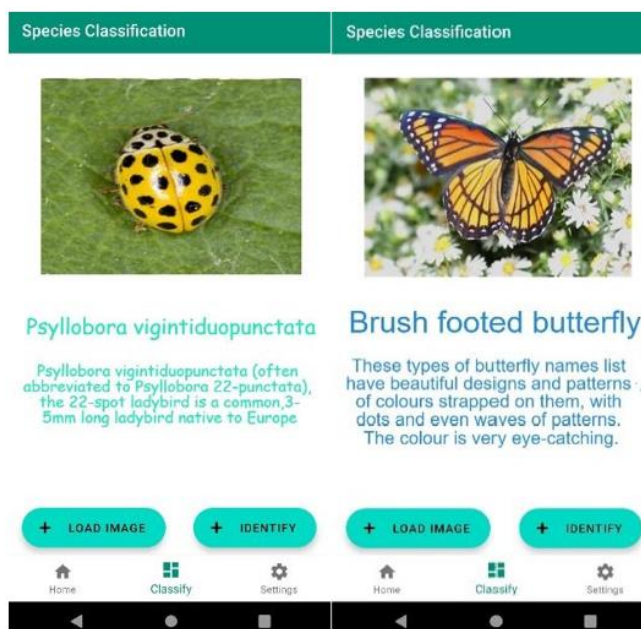 Species Classification
Psyllobora vigintiduopunctata
Psyllobora vigintiduopunctata (often
abbreviated to Psyllobora 22-punctata),
the 22-spot ladybird is a common,3-
5mm long ladybird native to Europe
+ LOAD IMAGE
+ IDENTIFY
Home
Classify
Settings
Species Classification
Brush footed butterfly
These types of butterfly names list
have beautiful designs and patterns
of colours strapped on them, with
dots and even waves of patterns.
The colour is very eye-catching.
+ LOAD IMAGE
+ IDENTIFY
Home
Classify
Settings